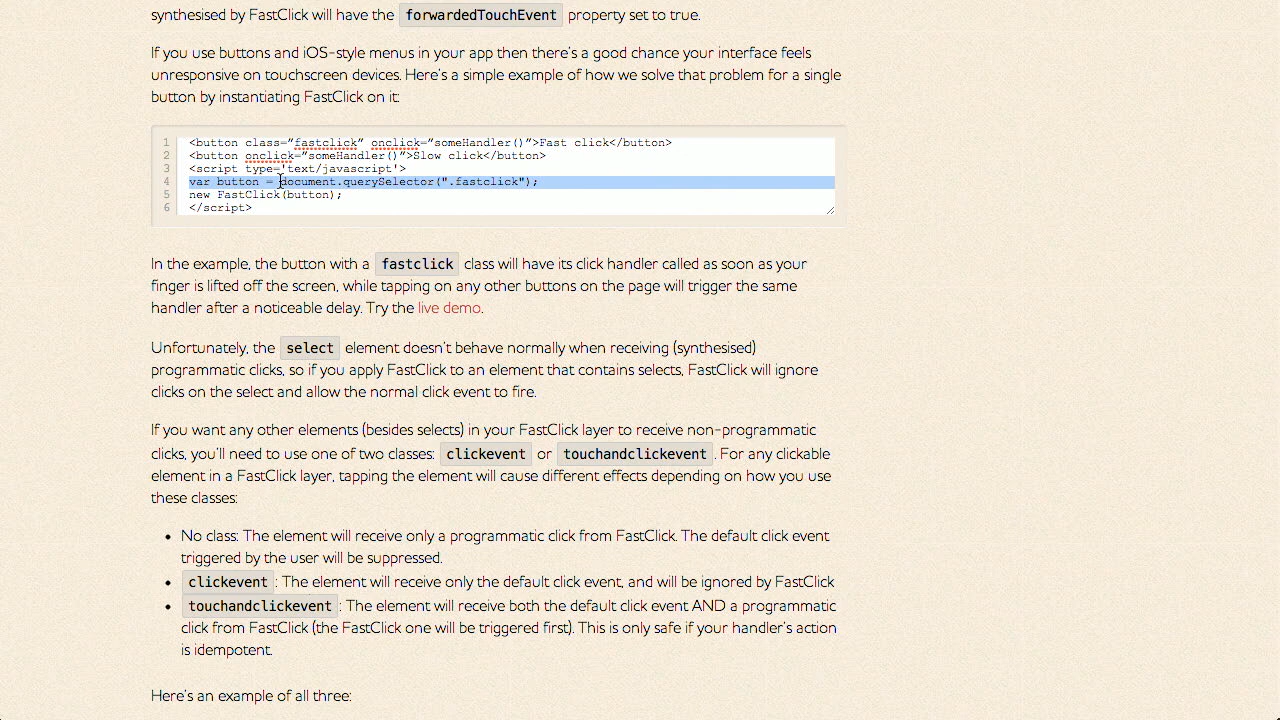 synthesised by FastClick will have the forwardedTouchEvent property set to true.
If you use buttons and iOS-style menus in your app then there's a good chance your interface feels
unresponsive on touchscreen devices. Here's a simple example of how we solve that problem for a single
button by instantiating FastClick on it:
1 <button class=”fastclick” onclick=”someHandler()”>Fast click</button>
2 <button onclick=”someHandler()”>Slow click</button>
3 <script type='text/javascript'>
4 var button = document.querySelector(".fastclick");
5 new FastClick(button);
6 </script>
In the example, the button with a fastclick class will have its click handler called as soon as your
finger is lifted off the screen, while tapping on any other buttons on the page will trigger the same
handler after a noticeable delay. Try the live demo.
Unfortunately, the select element doesn't behave normally when receiving (synthesised)
programmatic clicks, so if you apply FastClick to an element that contains selects, FastClick will ignore
clicks on the select and allow the normal click event to fire.
If you want any other elements (besides selects) in your FastClick layer to receive non-programmatic
clicks, you'll need to use one of two classes: clickevent or touchandclickevent. For any clickable
element in a FastClick layer, tapping the element will cause different effects depending on how you use
these classes:
• No class: The element will receive only a programmatic click from FastClick. The default click event
triggered by the user will be suppressed.
• clickevent: The element will receive only the default click event, and will be ignored by FastClick
• touchandclickevent: The element will receive both the default click event AND a programmatic
click from FastClick (the FastClick one will be triggered first). This is only safe if your handler's action
is idempotent.
Here's an example of all three: